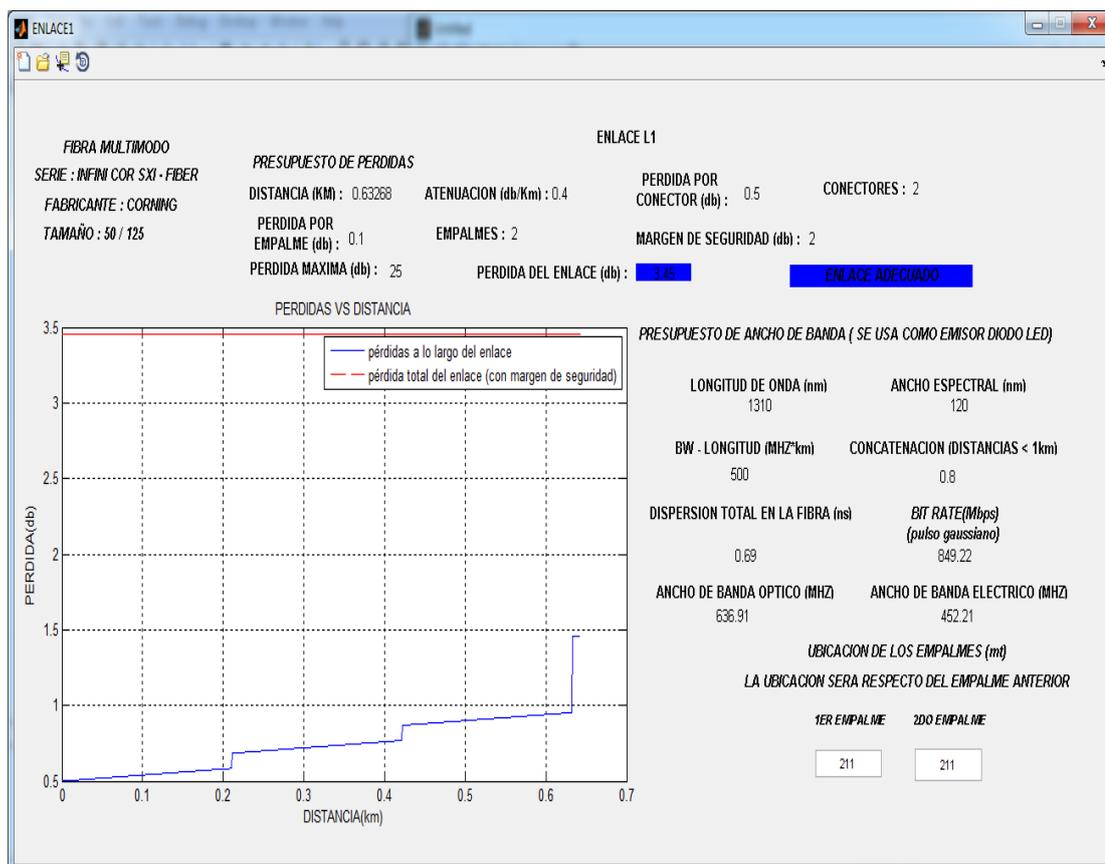 ENLACE1
ENLACE L1
FIBRA MULTIMODO
SERIE : INFINI COR SXI - FIBER
FABRICANTE : CORNING
TAMAÑO : 50 / 125
PRESUPUESTO DE PERDIDAS
DISTANCIA (KM) : 0.63268
ATENUACION (db/Km) : 0.4
PERDIDA POR
CONECTOR (db) : 0.5
CONECTORES : 2
PERDIDA POR
EMPALME (db) : 0.1
EMPALMES : 2
MARGEN DE SEGURIDAD (db) : 2
PERDIDA MAXIMA (db) : 25
PERDIDA DEL ENLACE (db) : 3.45
ENLACE ADECUADO
PERDIDAS VS DISTANCIA
pérdidas a lo largo del enlace
pérdida total del enlace (con margen de seguridad)
PERDIDA(db)
3.5
3
2.5
2
1.5
1
0.5
0 0.1 0.2 0.3 0.4 0.5 0.6 0.7
DISTANCIA(km)
PRESUPUESTO DE ANCHO DE BANDA ( SE USA COMO EMISOR DIODO LED)
LONGITUD DE ONDA (nm)
1310
ANCHO ESPECTRAL (nm)
120
BW - LONGITUD (MHZ*km)
500
CONCATENACION (DISTANCIAS < 1km)
0.8
DISPERSION TOTAL EN LA FIBRA (ns)
0.69
BIT RATE(Mbps)
(pulso gaussiano)
849.22
ANCHO DE BANDA OPTICO (MHZ)
636.91
ANCHO DE BANDA ELECTRICO (MHZ)
452.21
UBICACION DE LOS EMPALMES (mt)
LA UBICACION SERA RESPECTO DEL EMPALME ANTERIOR
1ER EMPALME
2DO EMPALME
211
211